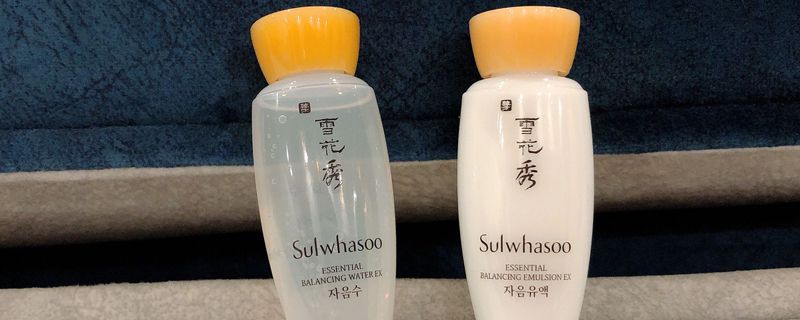 雪花秀
Sulwhasoo
ESSENTIAL
BALANCING WATER EX
자음수
雪花秀
Sulwhasoo
ESSENTIAL
BALANCING EMULSION EX
자음유액